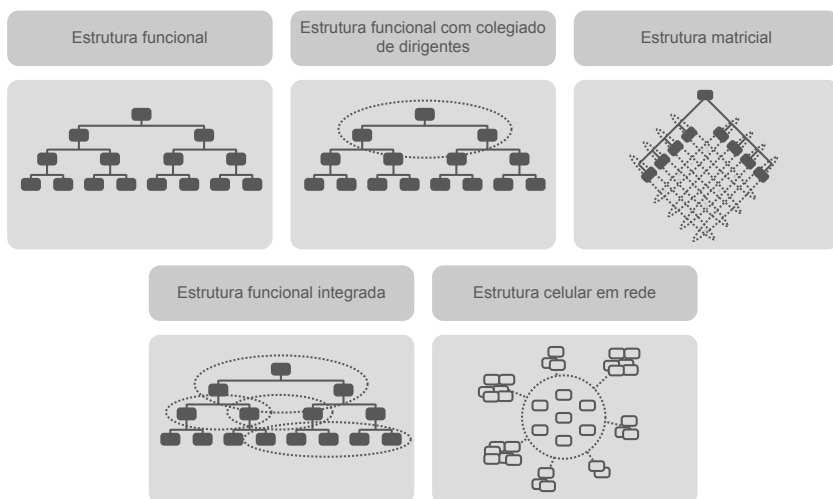 Estrutura funcional
Estrutura funcional com colegiado
de dirigentes
Estrutura matricial
Estrutura funcional integrada
Estrutura celular em rede